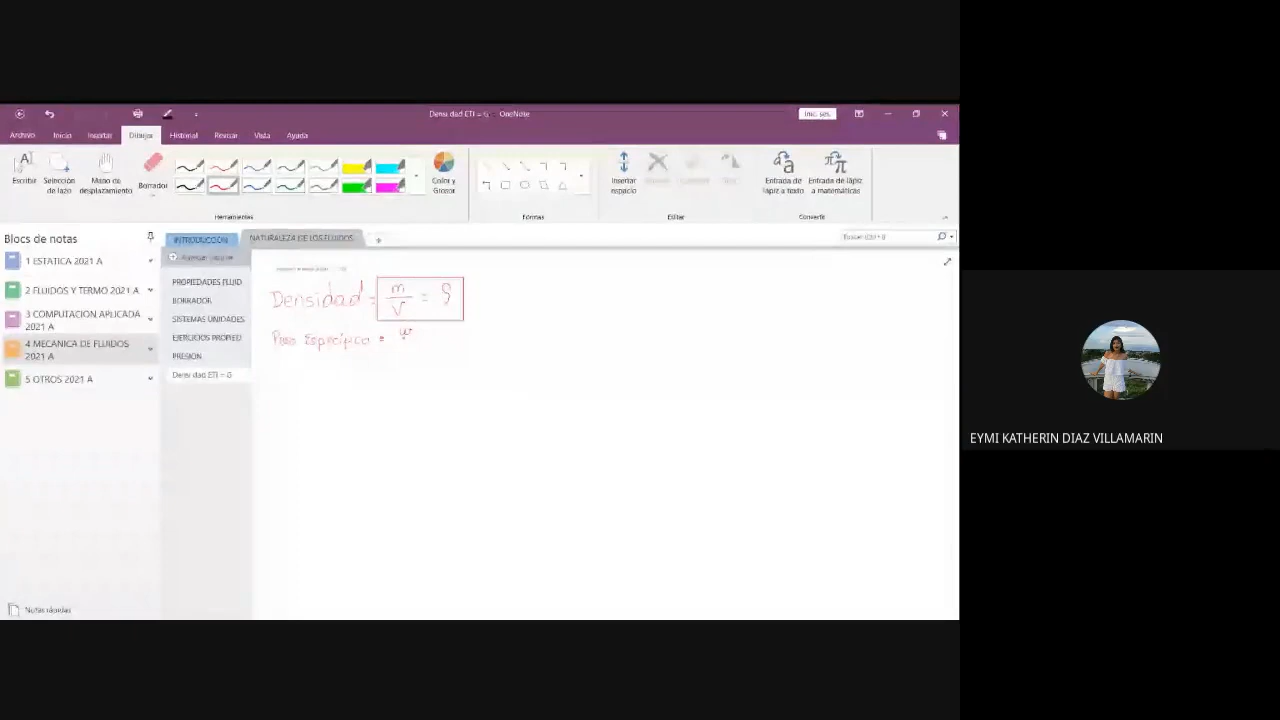 Densi dad ETI = G - OneNote
Inic. ses.
Archivo Inicio Insertar Dibujar Historial Revisar Vista Ayuda
Escribir
Selección de lazo
Mano de desplazamiento
Borrador
Color y Grosor
Insertar espacio
Entrada de lápiz a texto
Entrada de lápiz a matemáticas
Herramientas
Formas
Editar
Convertir
Blocs de notas
INTRODUCCIÓN
NATURALEZA DE LOS FLUIDOS
1 ESTATICA 2021 A
2 FLUIDOS Y TERMO 2021 A
3 COMPUTACION APLICADA 2021 A
4 MECANICA DE FLUIDOS 2021 A
5 OTROS 2021 A
PROPIEDADES FLUID
BORRADOR
SISTEMAS UNIDADES
EJERCICIOS PROPIED
PRESION
Densi dad ETI = G
Densidad = m/V = ρ
Peso Específico = w
EYMI KATHERIN DIAZ VILLAMARIN
Notas rápidas